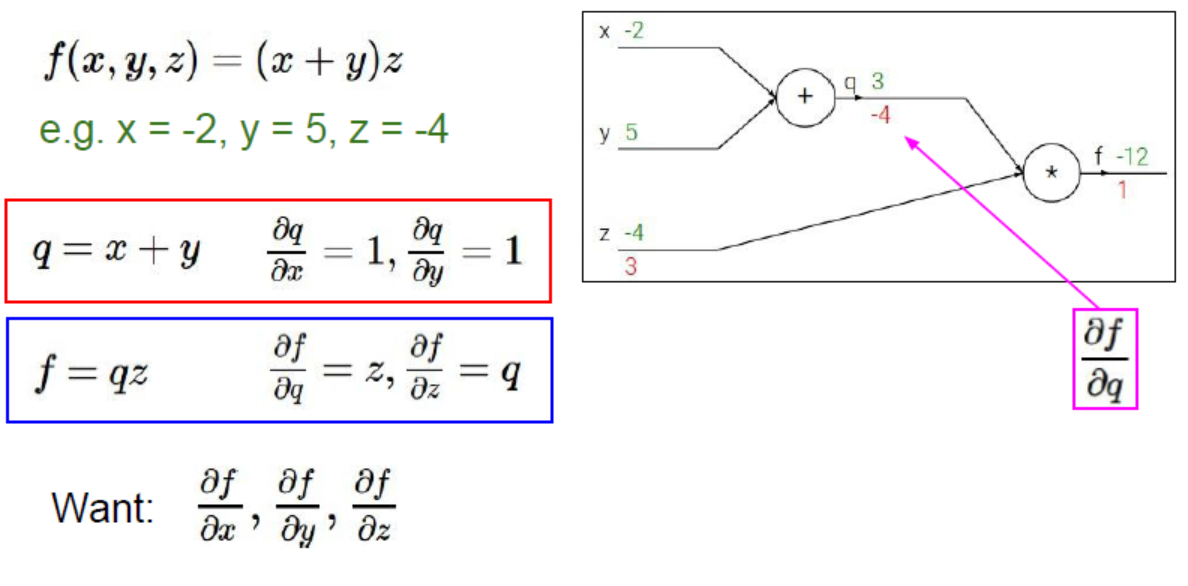 f(x, y, z) = (x + y)z
e.g. x = -2, y = 5, z = -4
q = x + y ∂q/∂x = 1, ∂q/∂y = 1
f = qz ∂f/∂q = z, ∂f/∂z = q
Want: ∂f/∂x, ∂f/∂y, ∂f/∂z
x -2
+
q 3
-4
y 5
f -12
*
1
z -4
3
∂f/∂q